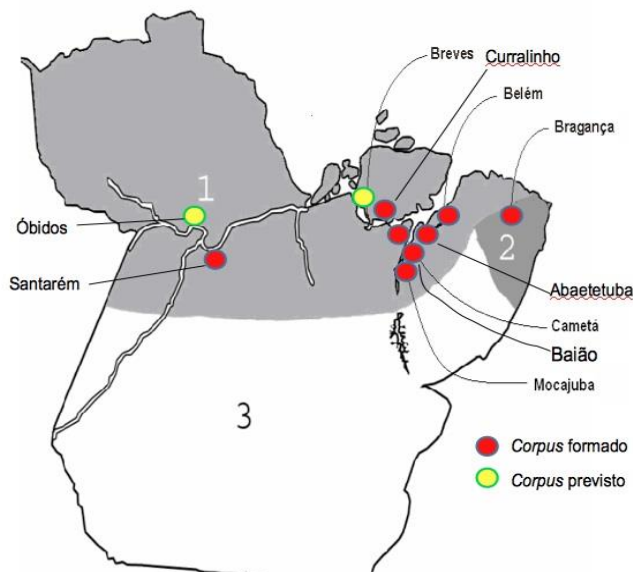 Breves
Curralinho
Belém
Bragança
1
Óbidos
2
Santarém
Abaetetuba
Cametá
Baião
Mocajuba
3
Corpus formado
Corpus previsto